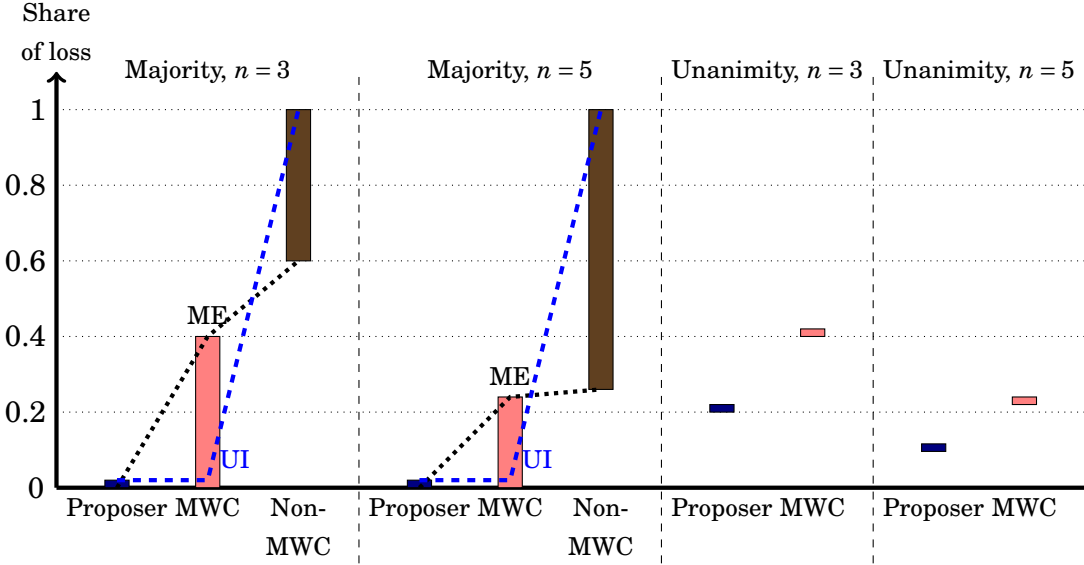 Share
of loss
Majority, n = 3
Majority, n = 5
Unanimity, n = 3
Unanimity, n = 5
1
0.8
0.6
0.4
0.2
0
ME
UI
ME
UI
Proposer MWC Non-
MWC
Proposer MWC Non-
MWC
Proposer MWC
Proposer MWC